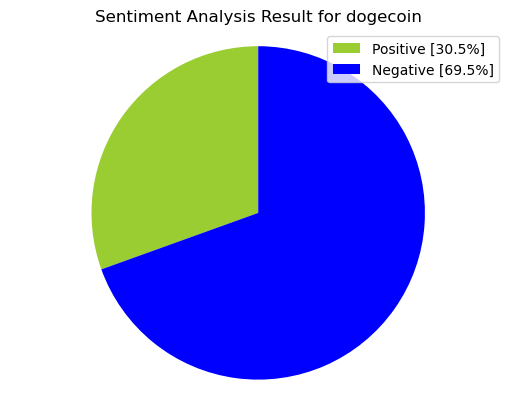 Sentiment Analysis Result for dogecoin
Positive [30.5%]
Negative [69.5%]